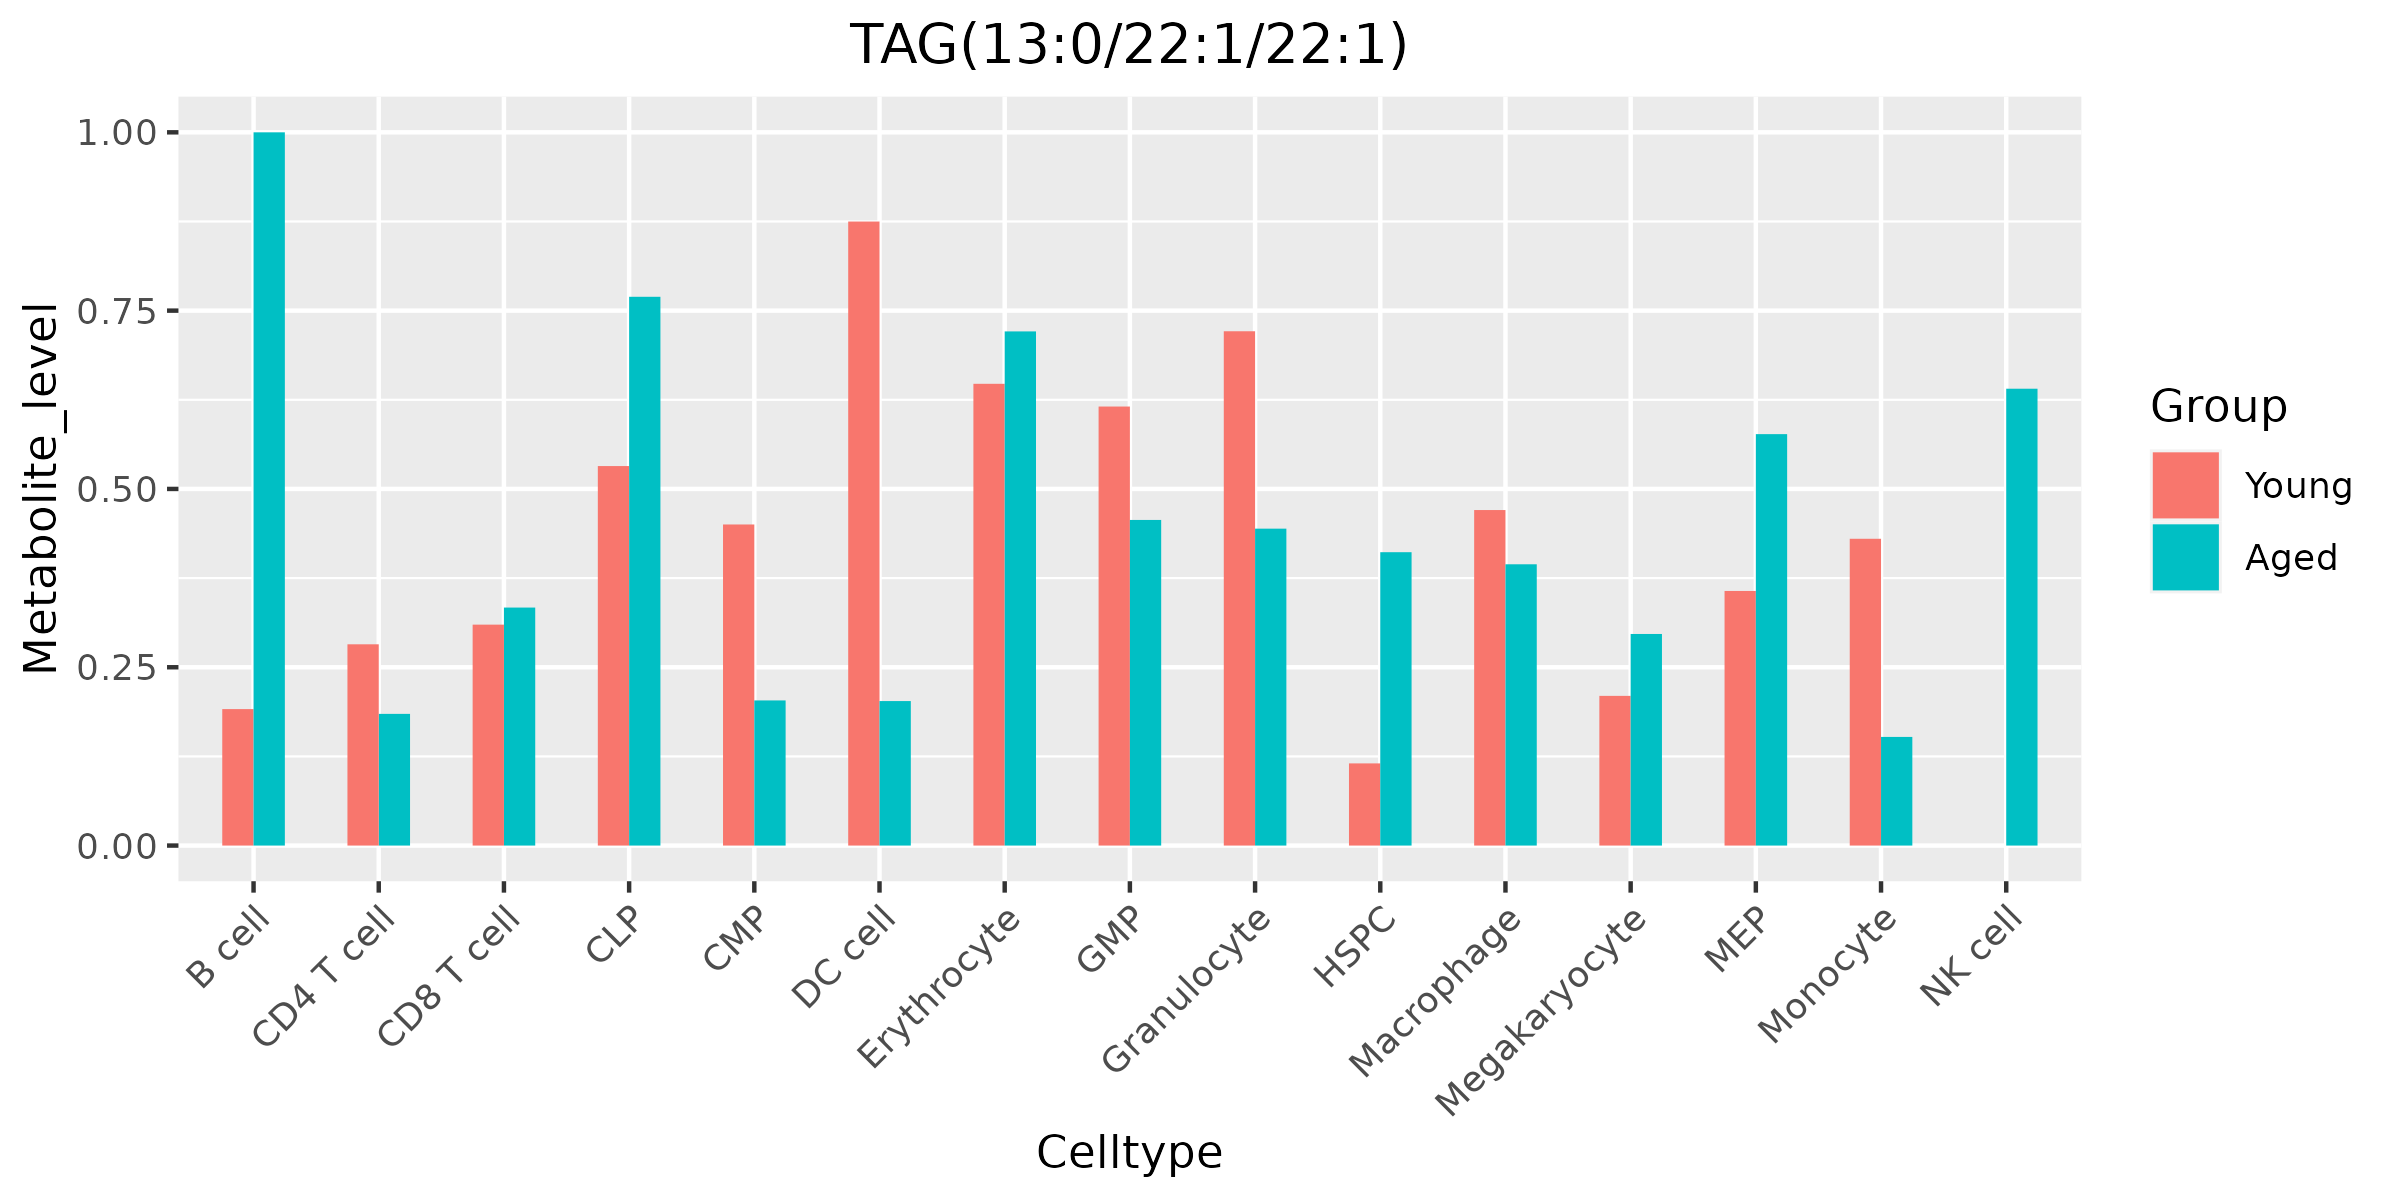 TAG(13:0/22:1/22:1)
Metabolite_level
1.00
0.75
0.50
0.25
0.00
B cell
CD4 T cell
CD8 T cell
CLP
CMP
DC cell
Erythrocyte
GMP
Granulocyte
HSPC
Macrophage
Megakaryocyte
MEP
Monocyte
NK cell
Celltype
Group
Young
Aged